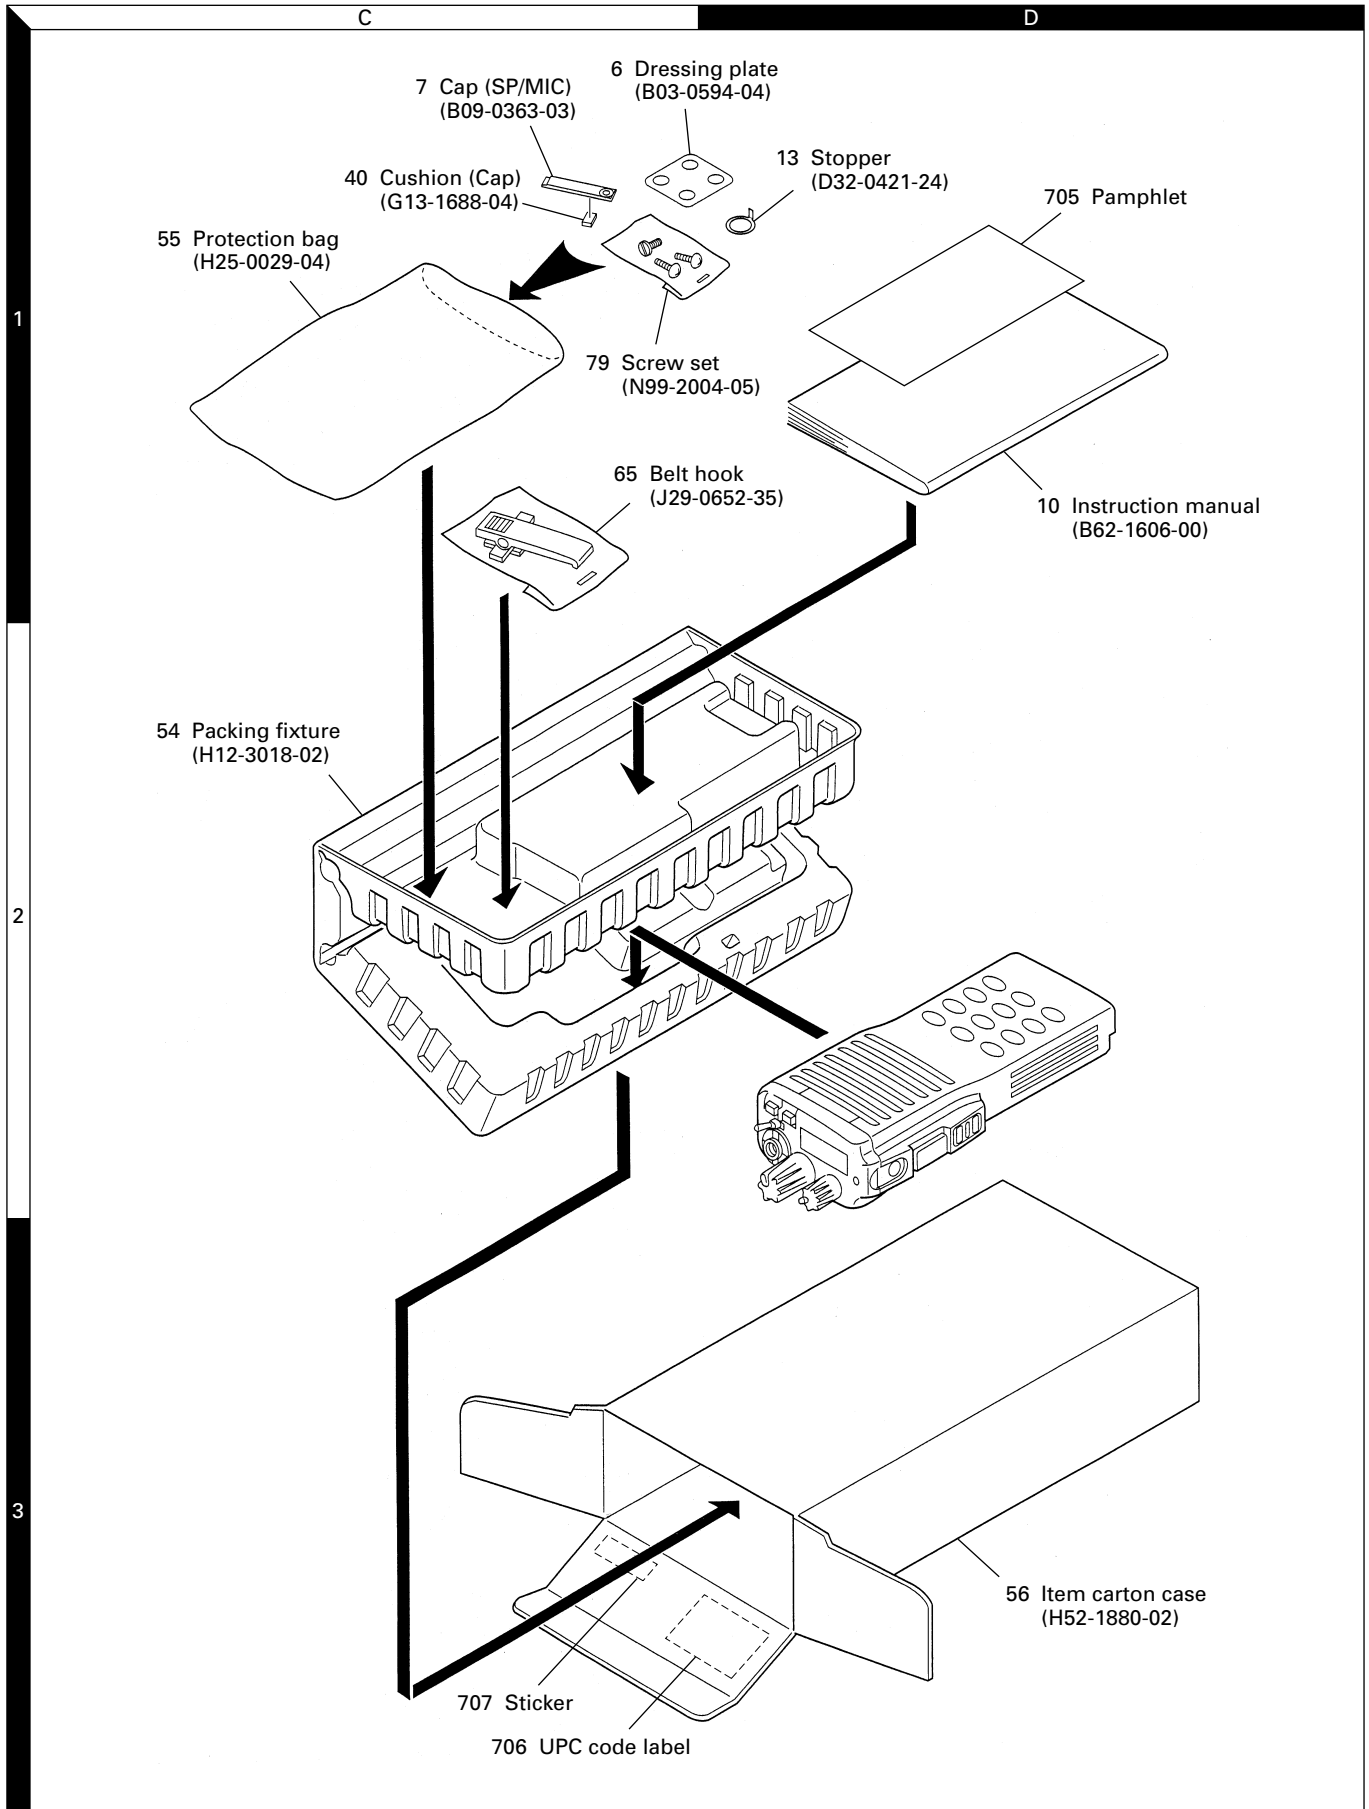 C
D
6 Dressing plate
(B03-0594-04)
7 Cap (SP/MIC)
(B09-0363-03)
13 Stopper
(D32-0421-24)
40 Cushion (Cap)
(G13-1688-04)
705 Pamphlet
55 Protection bag
(H25-0029-04)
1
79 Screw set
(N99-2004-05)
65 Belt hook
(J29-0652-35)
10 Instruction manual
(B62-1606-00)
54 Packing fixture
(H12-3018-02)
2
3
56 Item carton case
(H52-1880-02)
707 Sticker
706 UPC code label